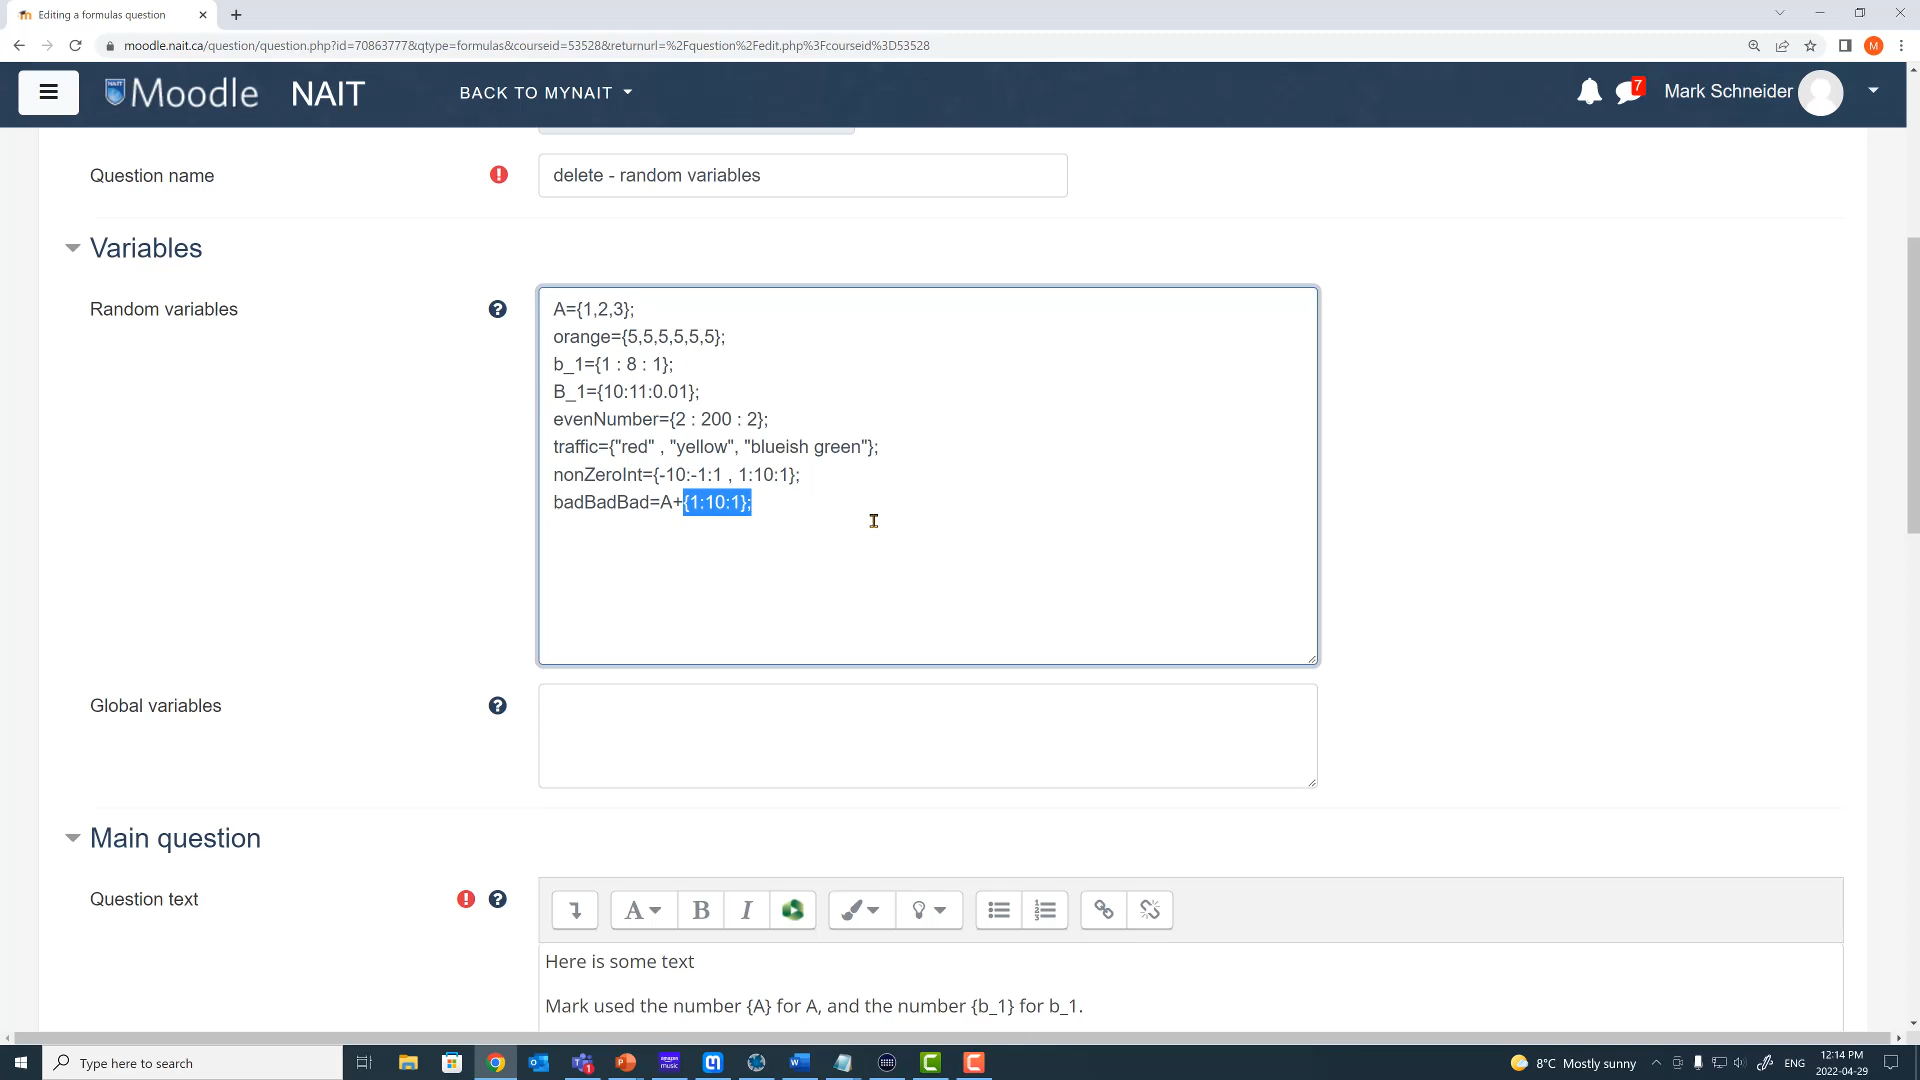 Editing a formulas question
moodle.nait.ca/question/question.php?id=70863777&qtype=formulas&courseid=53528&returnurl=%2Fquestion%2Fedit.php%3Fcourseid%3D53528
M
Moodle NAIT
BACK TO MYNAIT
7
Mark Schneider
Question name
delete - random variables
Variables
Random variables
A={1,2,3};
orange={5,5,5,5,5,5};
b_1={1 : 8 : 1};
B_1={10:11:0.01};
evenNumber={2 : 200 : 2};
traffic={"red" , "yellow", "blueish green"};
nonZeroInt={-10:-1:1 , 1:10:1};
badBadBad=A+{1:10:1};
Global variables
Main question
Question text
A
B
I
Here is some text
Mark used the number {A} for A, and the number {b_1} for b_1.
Type here to search
8°C Mostly sunny
ENG
12:14 PM
2022-04-29